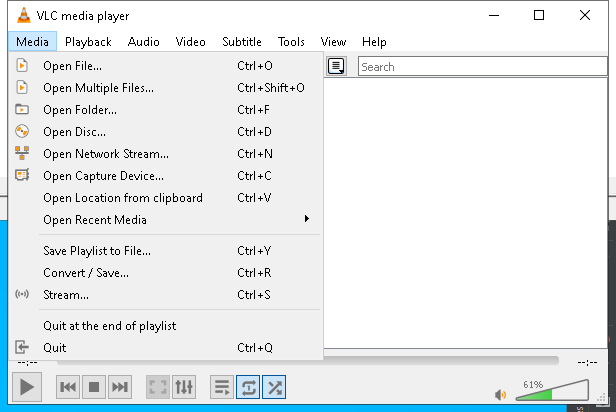 VLC media player
Media Playback Audio Video Subtitle Tools View Help
Open File... Ctrl+O
Search
Open Multiple Files... Ctrl+Shift+O
Open Folder... Ctrl+F
Open Disc... Ctrl+D
Open Network Stream... Ctrl+N
Open Capture Device... Ctrl+C
Open Location from clipboard Ctrl+V
Open Recent Media
Save Playlist to File... Ctrl+Y
Convert / Save... Ctrl+R
Stream... Ctrl+S
Quit at the end of playlist
Quit Ctrl+Q
--:-- --:--
61%